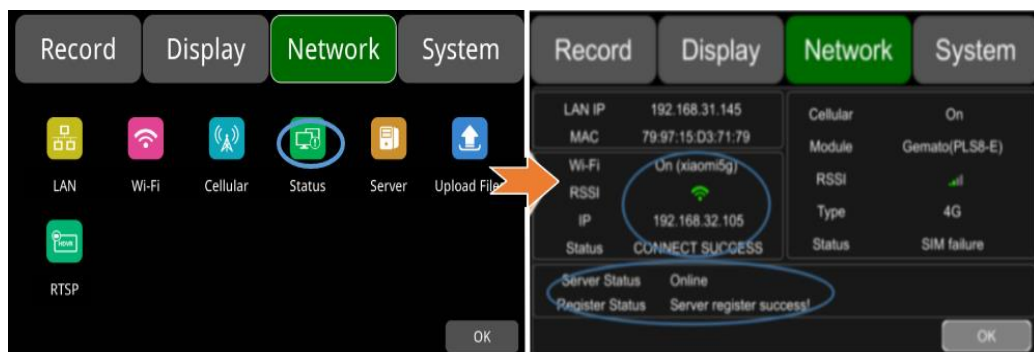 Record Display Network System
LAN Wi-Fi Cellular Status Server Upload File
HDVR
RTSP
OK
Record Display Network System
LAN IP 192.168.31.145
MAC 79:97:15:D3:71:79
Wi-Fi On (xiaomi5g)
RSSI
IP 192.168.32.105
Status CONNECT SUCCESS
Cellular On
Module Gemato(PLS8-E)
RSSI
Type 4G
Status SIM failure
Server Status Online
Register Status Server register success!
OK